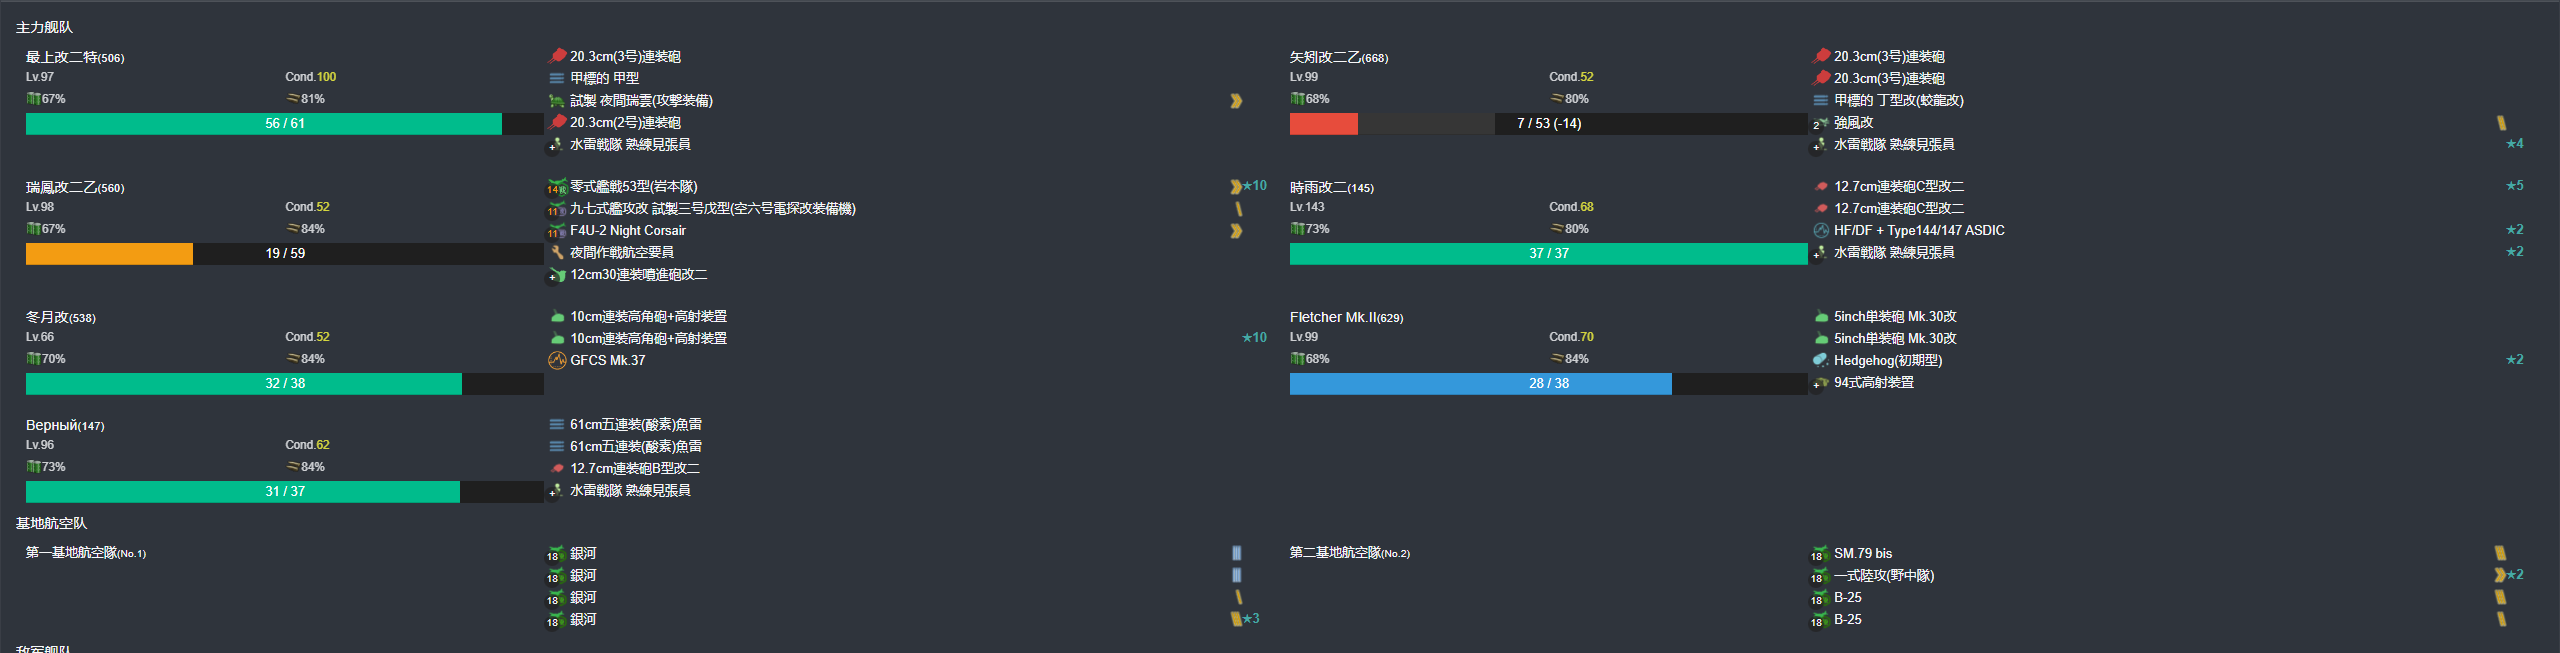 主力舰队
最上改二特(506)
Lv.97 Cond.100
67% 81%
56 / 61
20.3cm(3号)連装砲
甲標的 甲型
試製 夜間瑞雲(攻撃装備)
20.3cm(2号)連装砲
+ 水雷戦隊 熟練見張員
矢矧改二乙(668)
Lv.99 Cond.52
68% 80%
7 / 53 (-14)
20.3cm(3号)連装砲
20.3cm(3号)連装砲
甲標的 丁型改(蛟龍改)
2 強風改
+ 水雷戦隊 熟練見張員 ★4
瑞鳳改二乙(560)
Lv.98 Cond.52
67% 84%
19 / 59
14 零式艦戦53型(岩本隊) ★10
11 九七式艦攻改 試製三号戊型(空六号電探改装備機)
11 F4U-2 Night Corsair
夜間作戦航空要員
+ 12cm30連装噴進砲改二
時雨改二(145)
Lv.143 Cond.68
73% 80%
37 / 37
12.7cm連装砲C型改二 ★5
12.7cm連装砲C型改二
HF/DF + Type144/147 ASDIC ★2
+ 水雷戦隊 熟練見張員 ★2
冬月改(538)
Lv.66 Cond.52
70% 84%
32 / 38
10cm連装高角砲+高射装置
10cm連装高角砲+高射装置 ★10
GFCS Mk.37
Fletcher Mk.II(629)
Lv.99 Cond.70
68% 84%
28 / 38
5inch単装砲 Mk.30改
5inch単装砲 Mk.30改
Hedgehog(初期型) ★2
+ 94式高射装置
Верный(147)
Lv.96 Cond.62
73% 84%
31 / 37
61cm五連装(酸素)魚雷
61cm五連装(酸素)魚雷
12.7cm連装砲B型改二
+ 水雷戦隊 熟練見張員
基地航空队
第一基地航空隊(No.1)
18 銀河
18 銀河
18 銀河
18 銀河 ★3
第二基地航空隊(No.2)
18 SM.79 bis
18 一式陸攻(野中隊) ★2
18 B-25
18 B-25
敌军舰队